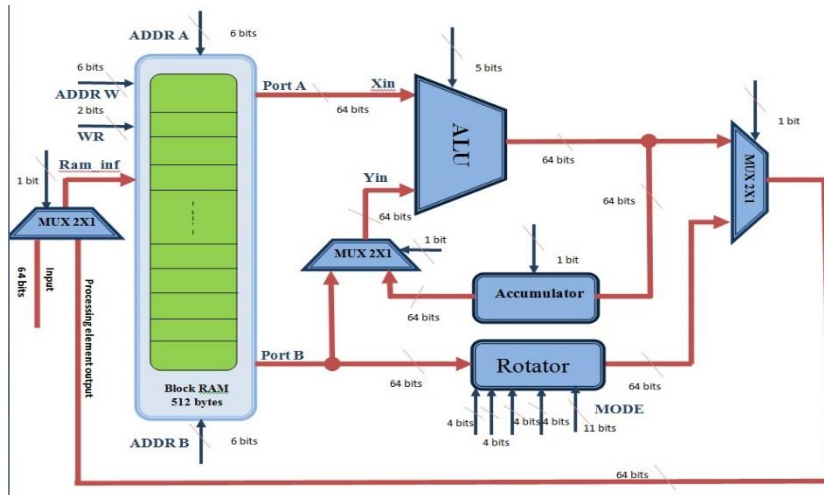 ADDR A
6 bits
6 bits
6 bits
ADDR W
2 bits
WR
Ram_inf
1 bit
MUX 2X1
Input
64 bits
Processing element output
Block RAM
512 bytes
ADDR B
6 bits
Port A
64 bits
Xin
5 bits
ALU
Yin
64 bits
MUX 2X1
1 bit
64 bits
64 bits
64 bits
1 bit
Accumulator
1 bit
MUX 2X1
Port B
64 bits
Rotator
64 bits
MODE
4 bits
4 bits
4 bits
4 bits
11 bits
64 bits